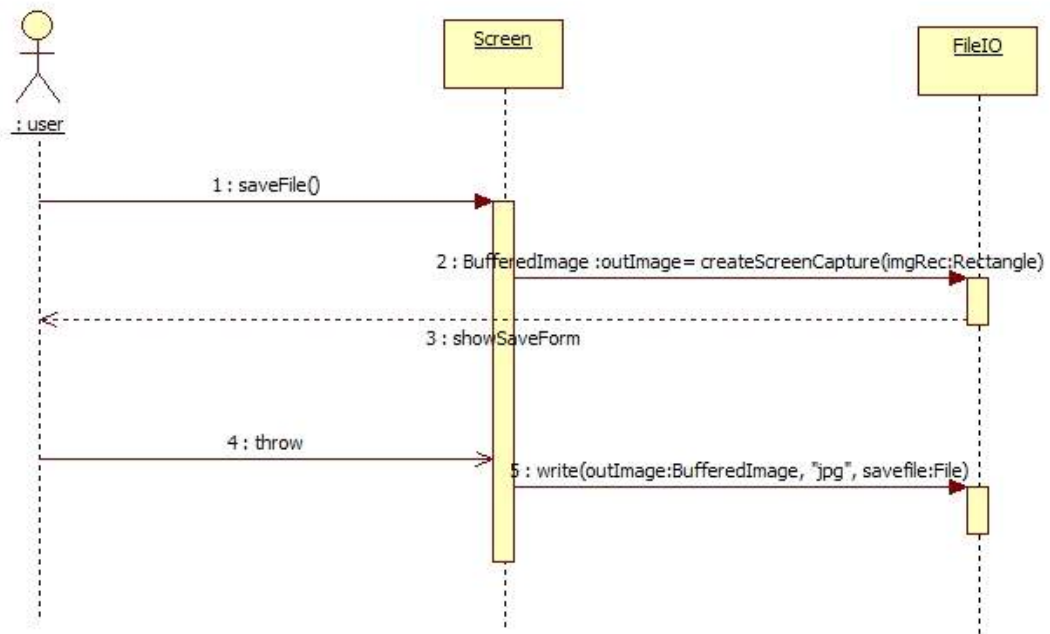 Screen
FileIO
: user
1 : saveFile()
2 : BufferedImage :outImage= createScreenCapture(imgRec:Rectangle)
3 : showSaveForm
4 : throw
5 : write(outImage:BufferedImage, "jpg", savefile:File)